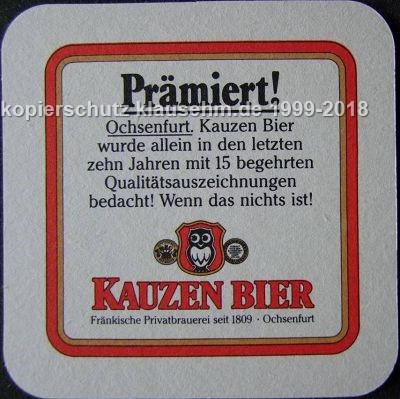 Prämiert!
kopierschutz klausehm.de 1999-2018
Ochsenfurt. Kauzen Bier
wurde allein in den letzten
zehn Jahren mit 15 begehrten
Qualitätsauszeichnungen
bedacht! Wenn das nichts ist!
KAUZEN BIER
Fränkische Privatbrauerei seit 1809 · Ochsenfurt